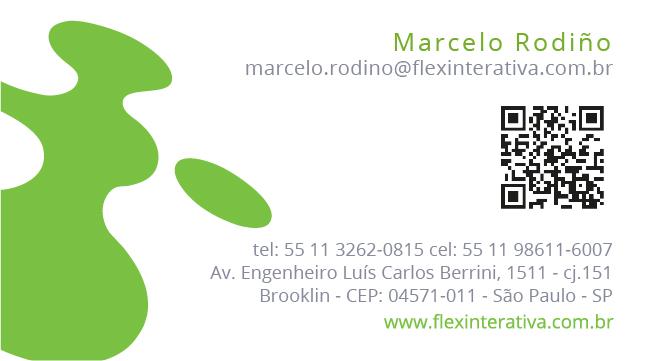 Marcelo Rodiño
marcelo.rodino@flexinterativa.com.br
tel: 55 11 3262-0815 cel: 55 11 98611-6007
Av. Engenheiro Luís Carlos Berrini, 1511 - cj.151
Brooklin - CEP: 04571-011 - São Paulo - SP
www.flexinterativa.com.br